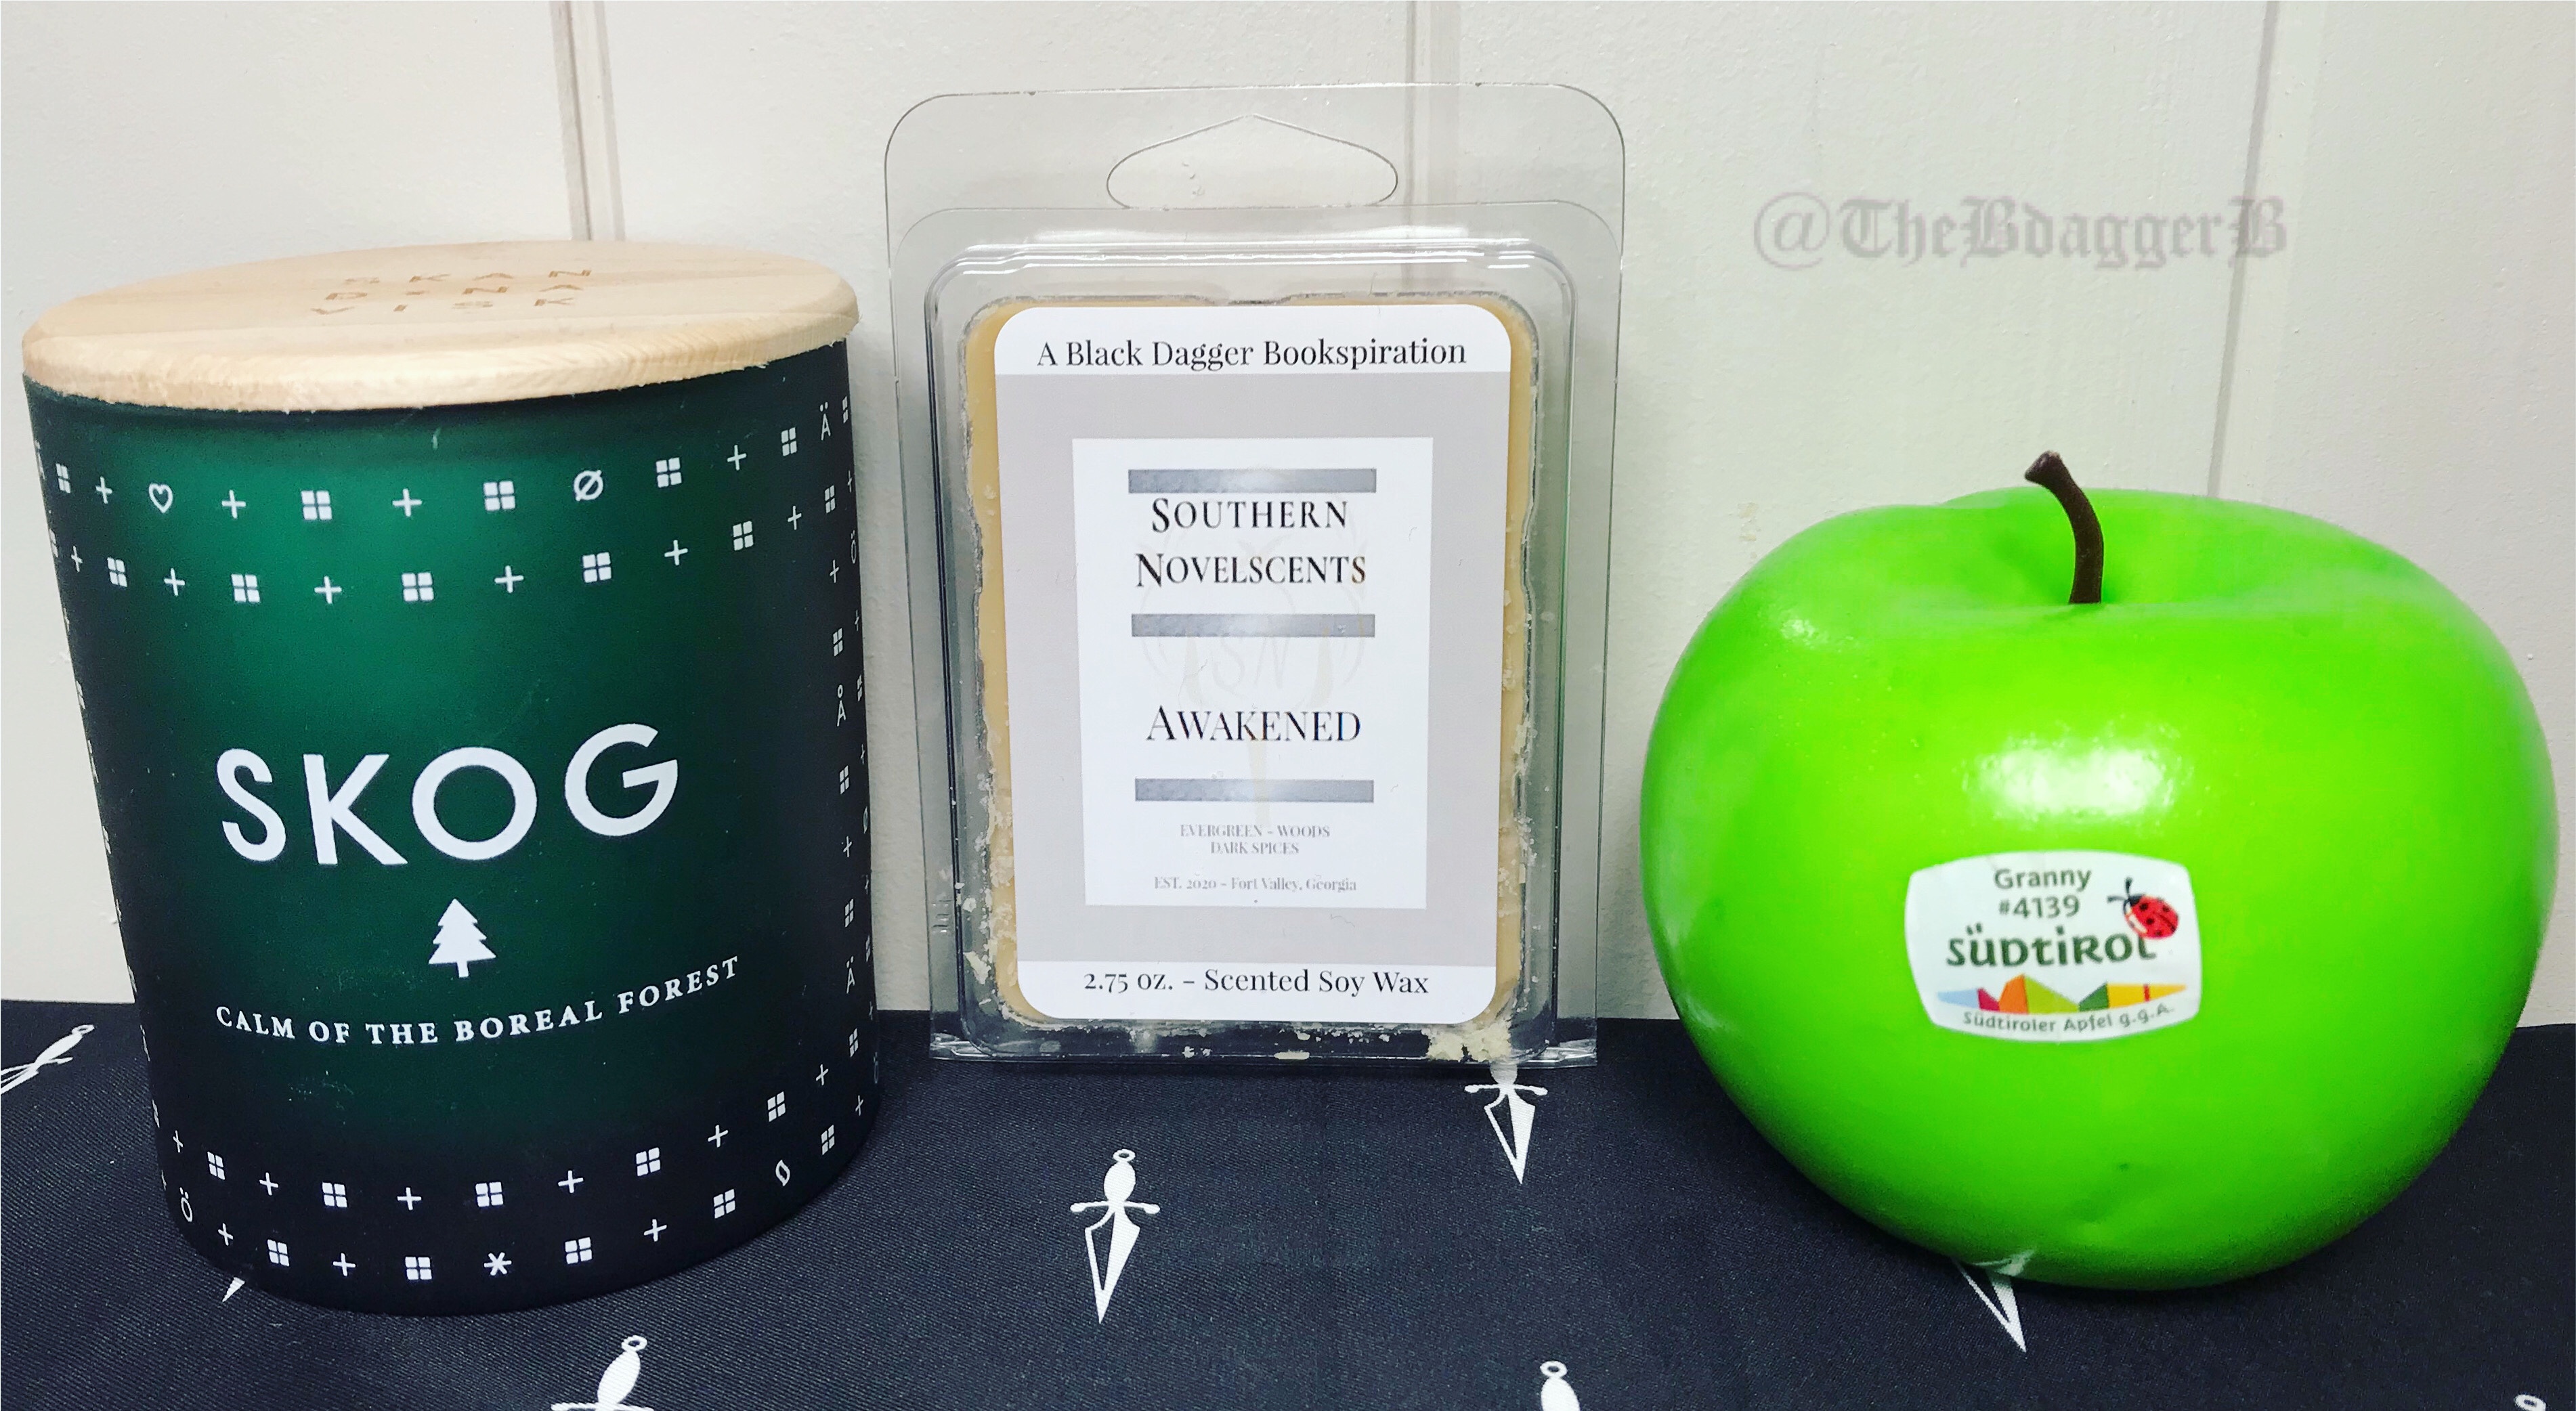 SKAN
DINA
VISK
SKOG
CALM OF THE BOREAL FOREST
A Black Dagger Bookspiration
SOUTHERN
NOVELSCENTS
AWAKENED
EVERGREEN - WOODS
DARK SPICES
EST. 2020 - Fort Valley, Georgia
2.75 oz. - Scented Soy Wax
@TheBdaggerB
Granny
#4139
SÜDTIROL
Südtiroler Apfel g.g.A.